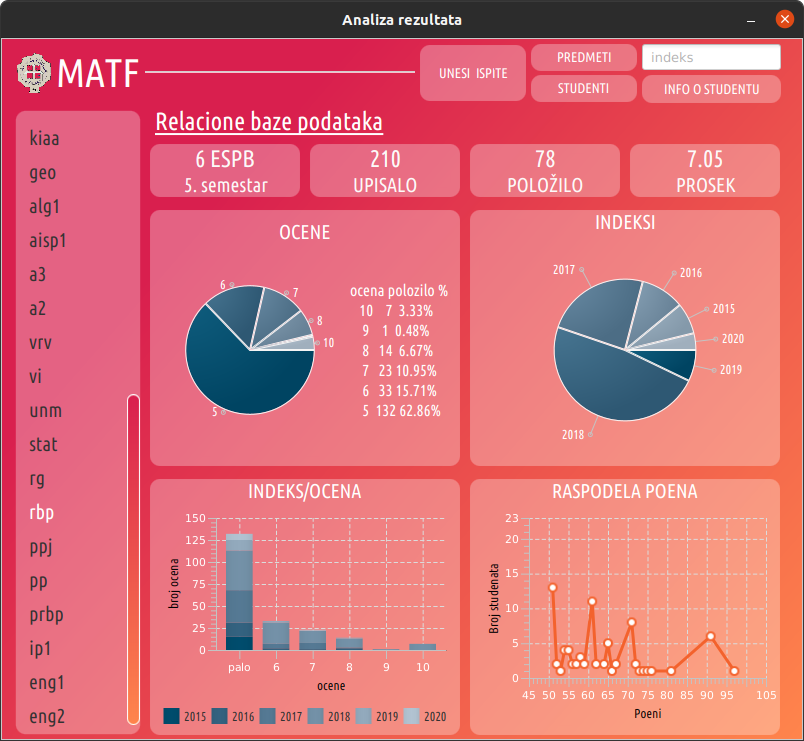 Analiza rezultata
MATF
UNESI ISPITE
PREDMETI
indeks
STUDENTI
INFO O STUDENTU
kiaa
geo
alg1
aisp1
a3
a2
vrv
vi
unm
stat
rg
rbp
ppj
pp
prbp
ip1
eng1
eng2
Relacione baze podataka
6 ESPB
5. semestar
210
UPISALO
78
POLOŽILO
7.05
PROSEK
OCENE
6
7
8
10
5
ocena polozilo %
10 7 3.33%
9 1 0.48%
8 14 6.67%
7 23 10.95%
6 33 15.71%
5 132 62.86%
INDEKSI
2017
2016
2015
2020
2019
2018
INDEKS/OCENA
150
125
100
75
50
25
0
broj ocena
palo 6 7 8 9 10
ocene
2015 2016 2017 2018 2019 2020
RASPODELA POENA
23
20
15
10
5
0
Broj studenata
45 50 55 60 65 70 75 80 85 90 95 105
Poeni